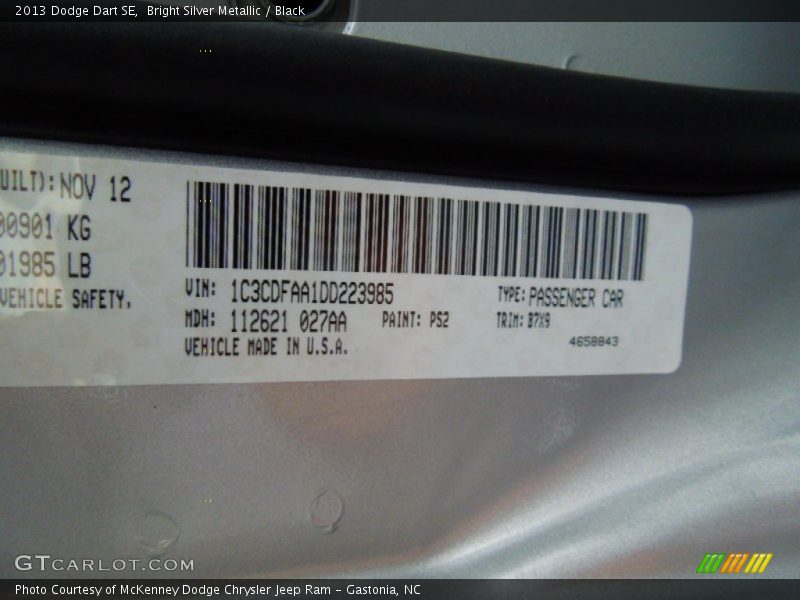 2013 Dodge Dart SE,  Bright Silver Metallic / Black
UILT): NOV 12
00901 KG
01985 LB
VEHICLE SAFETY,
VIN: 1C3CDFAA1DD223985
TYPE: PASSENGER CAR
MDH: 112621 027AA
PAINT: PS2
TRIM: B7X9
VEHICLE MADE IN U.S.A.
4658843
GTCARLOT.COM
Photo Courtesy of McKenney Dodge Chrysler Jeep Ram – Gastonia, NC